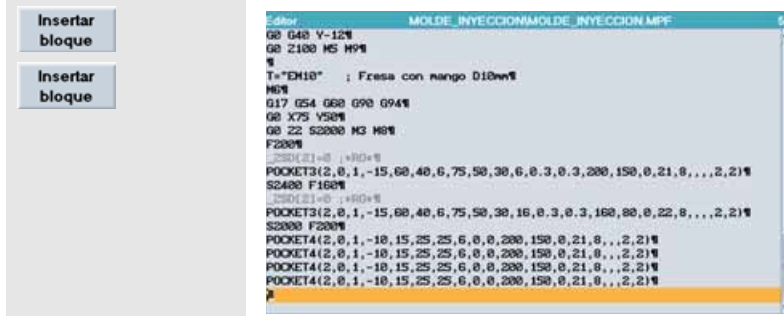 Insertar
bloque
Insertar
bloque
Editor MOLDE_INYECCION\MOLDE_INYECCION.MPF
G0 G40 Y-12¶
G0 Z100 M5 M9¶
¶
T="EM10" ; Fresa con mango D10mm¶
M6¶
G17 G54 G60 G90 G94¶
G0 X75 Y50¶
G0 Z2 S2000 M3 M8¶
F200¶
_ZSD[2]=0 ;*RO*¶
POCKET3(2,0,1,-15,60,40,6,75,50,30,6,0.3,0.3,200,150,0,21,8,,,,2,2)¶
S2400 F160¶
_ZSD[2]=0 ;*RO*¶
POCKET3(2,0,1,-15,60,40,6,75,50,30,16,0.3,0.3,160,80,0,22,8,,,,2,2)¶
S2000 F200¶
POCKET4(2,0,1,-10,15,25,25,6,0,0,200,150,0,21,8,,,2,2)¶
POCKET4(2,0,1,-10,15,25,25,6,0,0,200,150,0,21,8,,,2,2)¶
POCKET4(2,0,1,-10,15,25,25,6,0,0,200,150,0,21,8,,,2,2)¶
POCKET4(2,0,1,-10,15,25,25,6,0,0,200,150,0,21,8,,,2,2)¶
¶